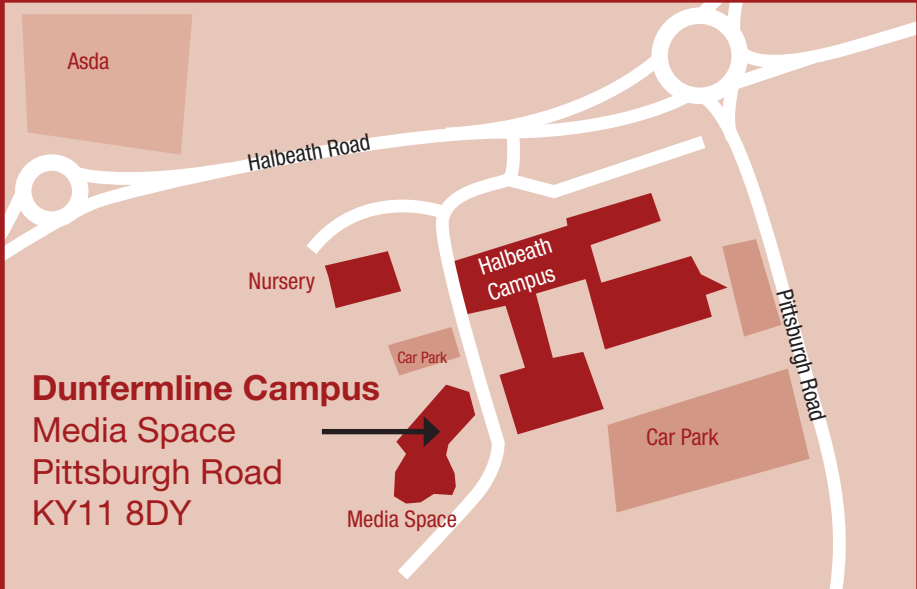 Asda
Halbeath Road
Halbeath
Campus
Nursery
Car Park
Pittsburgh Road
Dunfermline Campus
Media Space
Pittsburgh Road
KY11 8DY
Car Park
Media Space